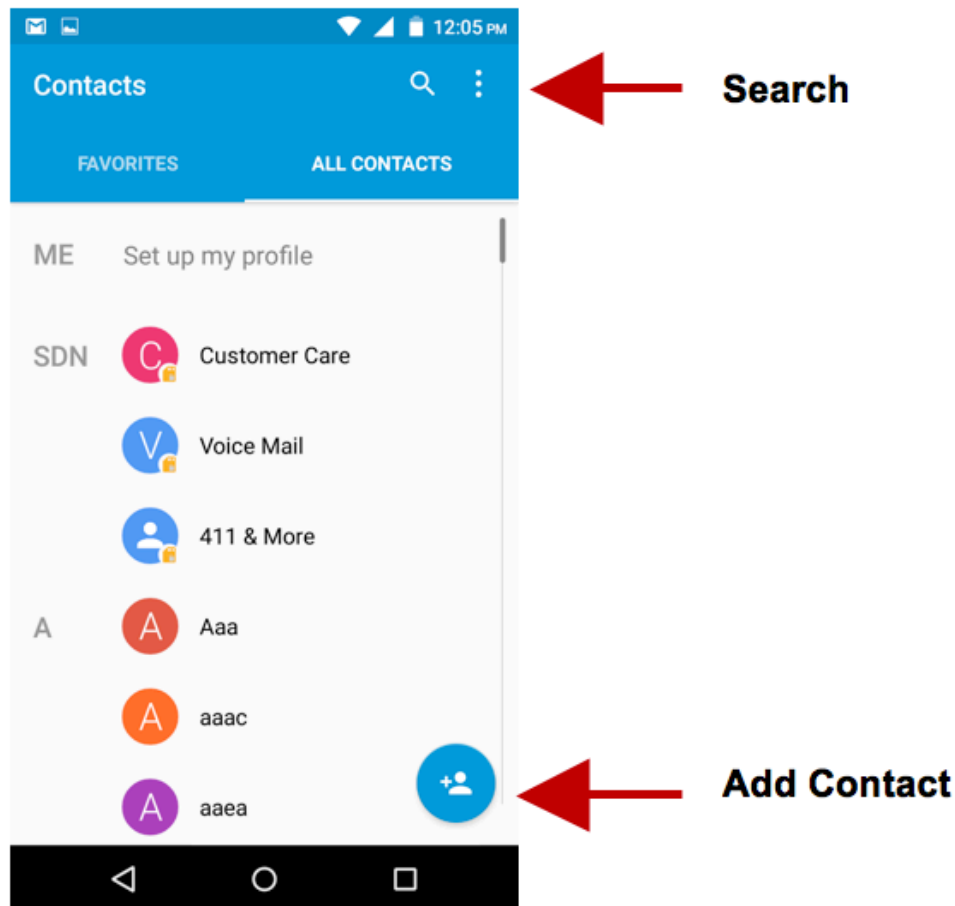 12:05 PM
Contacts
Search
FAVORITES ALL CONTACTS
ME Set up my profile
SDN C Customer Care
V Voice Mail
411 & More
A A Aaa
A aaac
A aaea
Add Contact